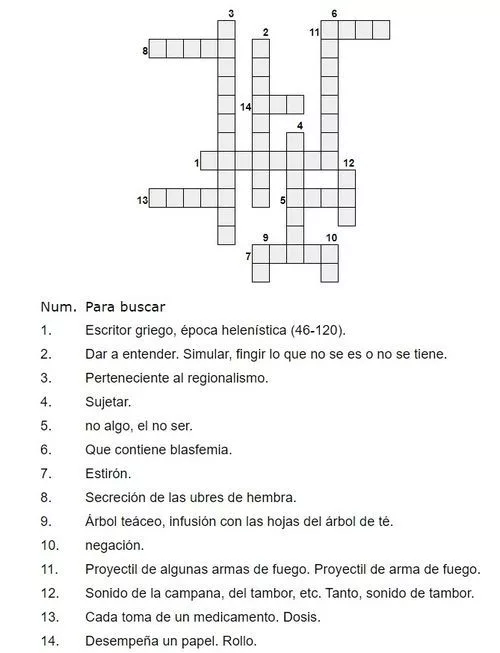 3 6
2 11
8
14
4
1 12
13 5
9 10
7
Num. Para buscar
1. Escritor griego, época helenística (46-120).
2. Dar a entender. Simular, fingir lo que no se es o no se tiene.
3. Perteneciente al regionalismo.
4. Sujetar.
5. no algo, el no ser.
6. Que contiene blasfemia.
7. Estirón.
8. Secreción de las ubres de hembra.
9. Árbol teáceo, infusión con las hojas del árbol de té.
10. negación.
11. Proyectil de algunas armas de fuego. Proyectil de arma de fuego.
12. Sonido de la campana, del tambor, etc. Tanto, sonido de tambor.
13. Cada toma de un medicamento. Dosis.
14. Desempeña un papel. Rollo.